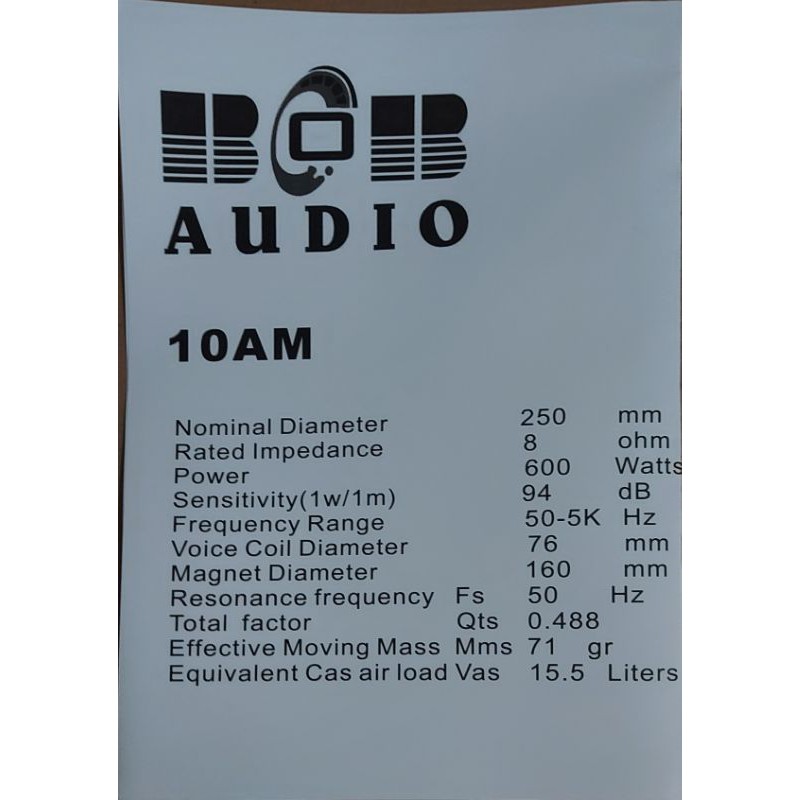 BOB
AUDIO
10AM
Nominal Diameter 250 mm
Rated Impedance 8 ohm
Power 600 Watts
Sensitivity(1w/1m) 94 dB
Frequency Range 50-5K Hz
Voice Coil Diameter 76 mm
Magnet Diameter 160 mm
Resonance frequency Fs 50 Hz
Total factor Qts 0.488
Effective Moving Mass Mms 71 gr
Equivalent Cas air load Vas 15.5 Liters